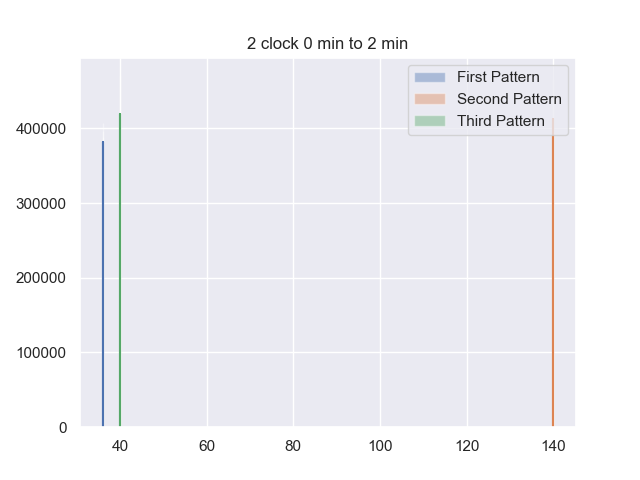 2 clock 0 min to 2 min
First Pattern
Second Pattern
Third Pattern
400000
300000
200000
100000
0
40 60 80 100 120 140